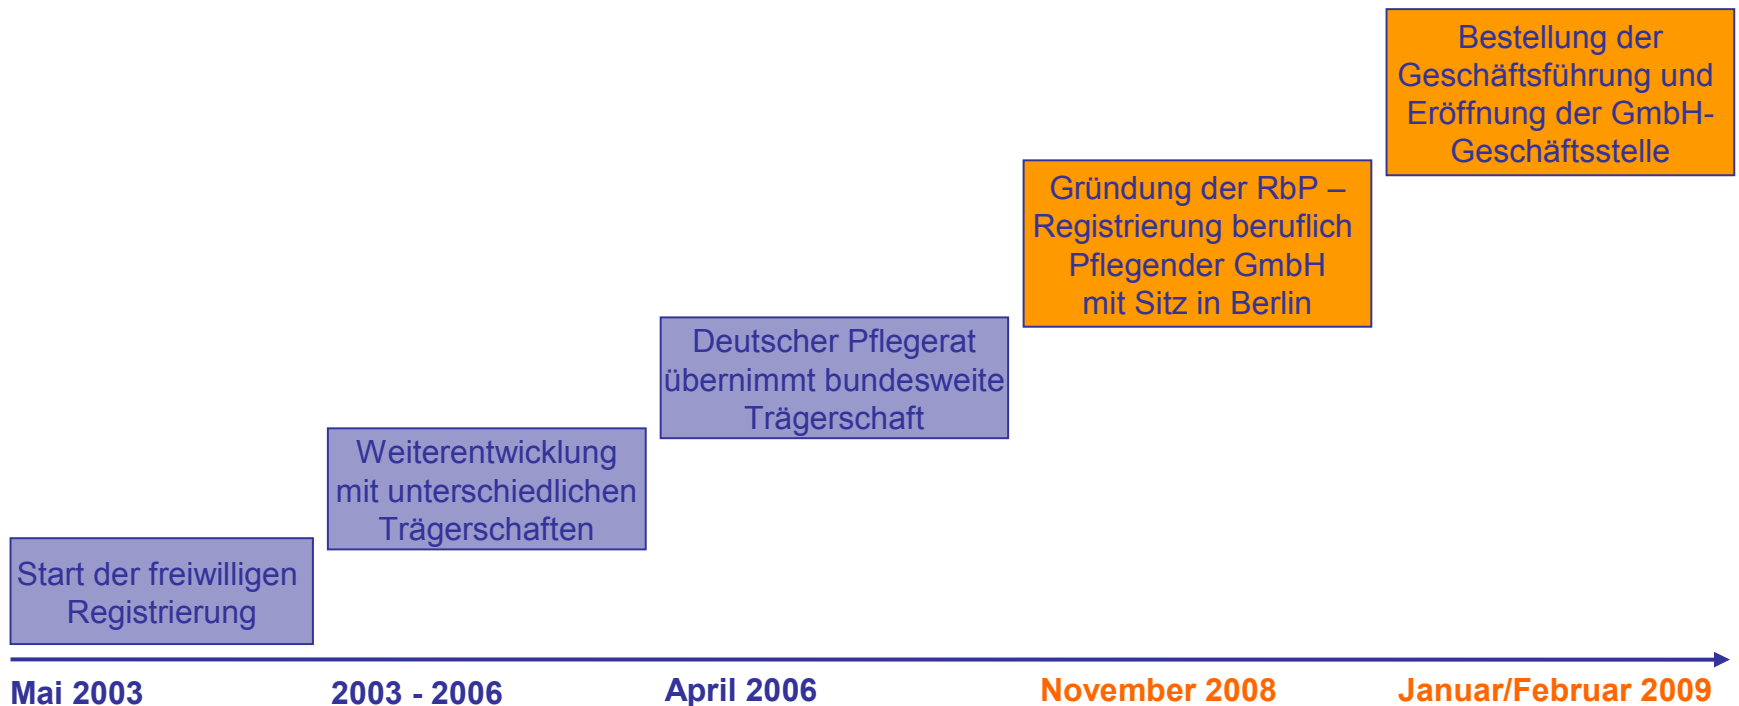 Bestellung der
Geschäftsführung und
Eröffnung der GmbH-
Geschäftsstelle
Gründung der RbP –
Registrierung beruflich
Pflegender GmbH
mit Sitz in Berlin
Deutscher Pflegerat
übernimmt bundesweite
Trägerschaft
Weiterentwicklung
mit unterschiedlichen
Trägerschaften
Start der freiwilligen
Registrierung
Mai 2003
2003 - 2006
April 2006
November 2008
Januar/Februar 2009